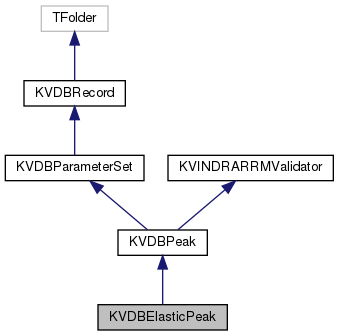 TFolder
KVDBRecord
KVDBParameterSet
KVINDRARRMValidator
KVDBPeak
KVDBElasticPeak